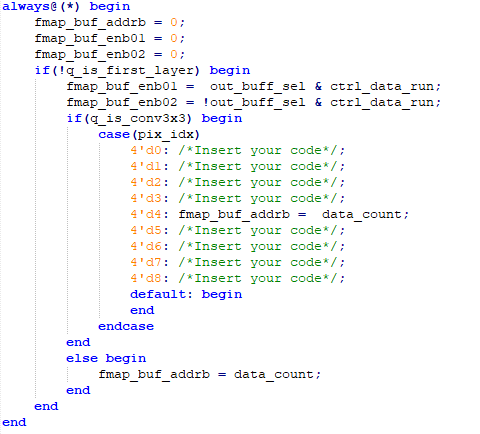 always@(*) begin
    fmap_buf_addrb = 0;
    fmap_buf_enb01 = 0;
    fmap_buf_enb02 = 0;
    if(!q_is_first_layer) begin
        fmap_buf_enb01 =  out_buff_sel & ctrl_data_run;
        fmap_buf_enb02 = !out_buff_sel & ctrl_data_run;
        if(q_is_conv3x3) begin
            case(pix_idx)
                4'd0: /*Insert your code*/;
                4'd1: /*Insert your code*/;
                4'd2: /*Insert your code*/;
                4'd3: /*Insert your code*/;
                4'd4: fmap_buf_addrb =  data_count;
                4'd5: /*Insert your code*/;
                4'd6: /*Insert your code*/;
                4'd7: /*Insert your code*/;
                4'd8: /*Insert your code*/;
                default: begin
                end
            endcase
        end
        else begin
            fmap_buf_addrb = data_count;
        end
    end
end